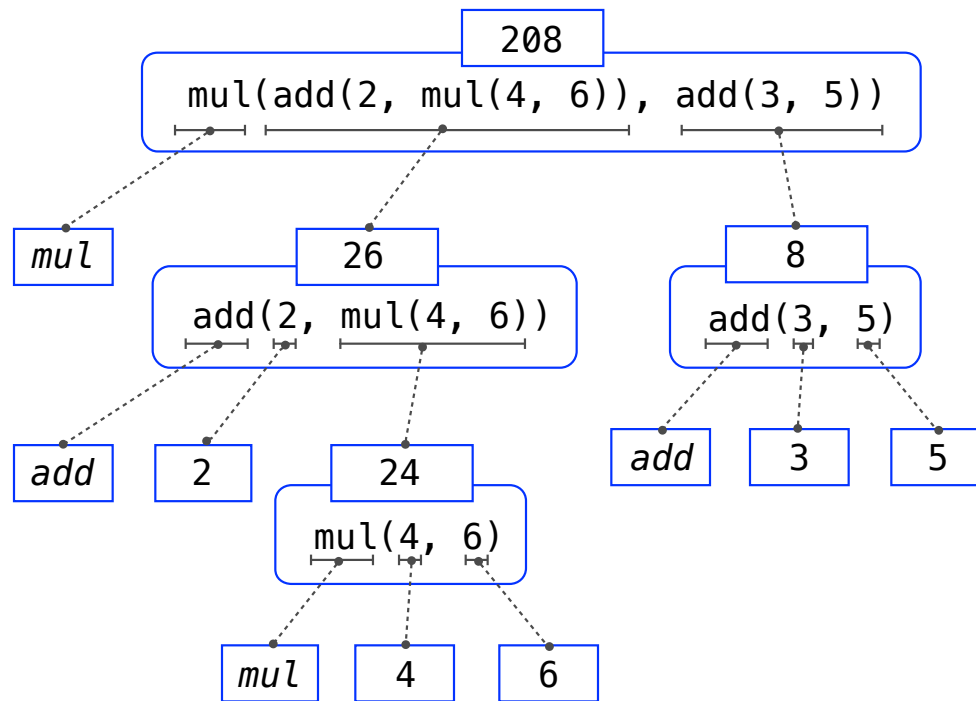 208
mul(add(2, mul(4, 6)), add(3, 5))
mul
26
add(2, mul(4, 6))
8
add(3, 5)
add
2
24
mul(4, 6)
add
3
5
mul
4
6